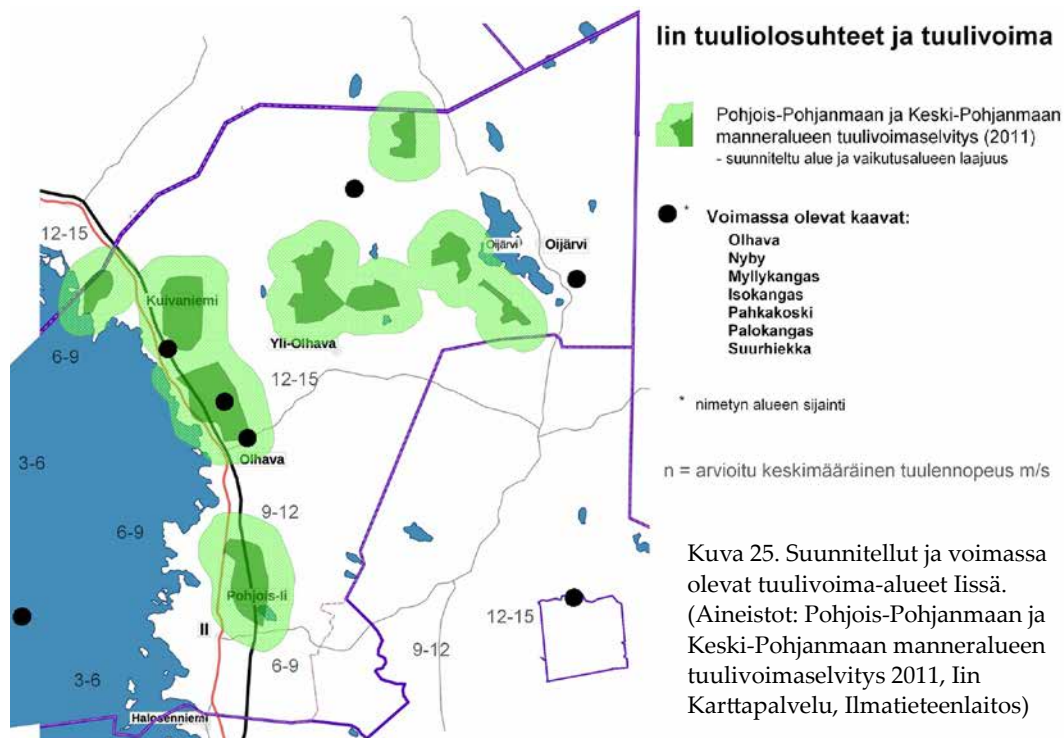 Iin tuuliolosuhteet ja tuulivoima
Pohjois-Pohjanmaan ja Keski-Pohjanmaan
manneralueen tuulivoimaselvitys (2011)
- suunniteltu alue ja vaikutusalueen laajuus
* Voimassa olevat kaavat:
Olhava
Nyby
Myllykangas
Isokangas
Pahkakoski
Palokangas
Suurhiekka
* nimetyn alueen sijainti
n = arvioitu keskimääräinen tuulennopeus m/s
12-15
Kuivaniemi
Oijärvi
Oijärvi
6-9
Yli-Olhava
12-15
3-6
Olhava
9-12
6-9
Pohjois-Ii
II
12-15
6-9
9-12
3-6
Halosenniemi
Kuva 25. Suunnitellut ja voimassa
olevat tuulivoima-alueet Iissä.
(Aineistot: Pohjois-Pohjanmaan ja
Keski-Pohjanmaan manneralueen
tuulivoimaselvitys 2011, Iin
Karttapalvelu, Ilmatieteenlaitos)